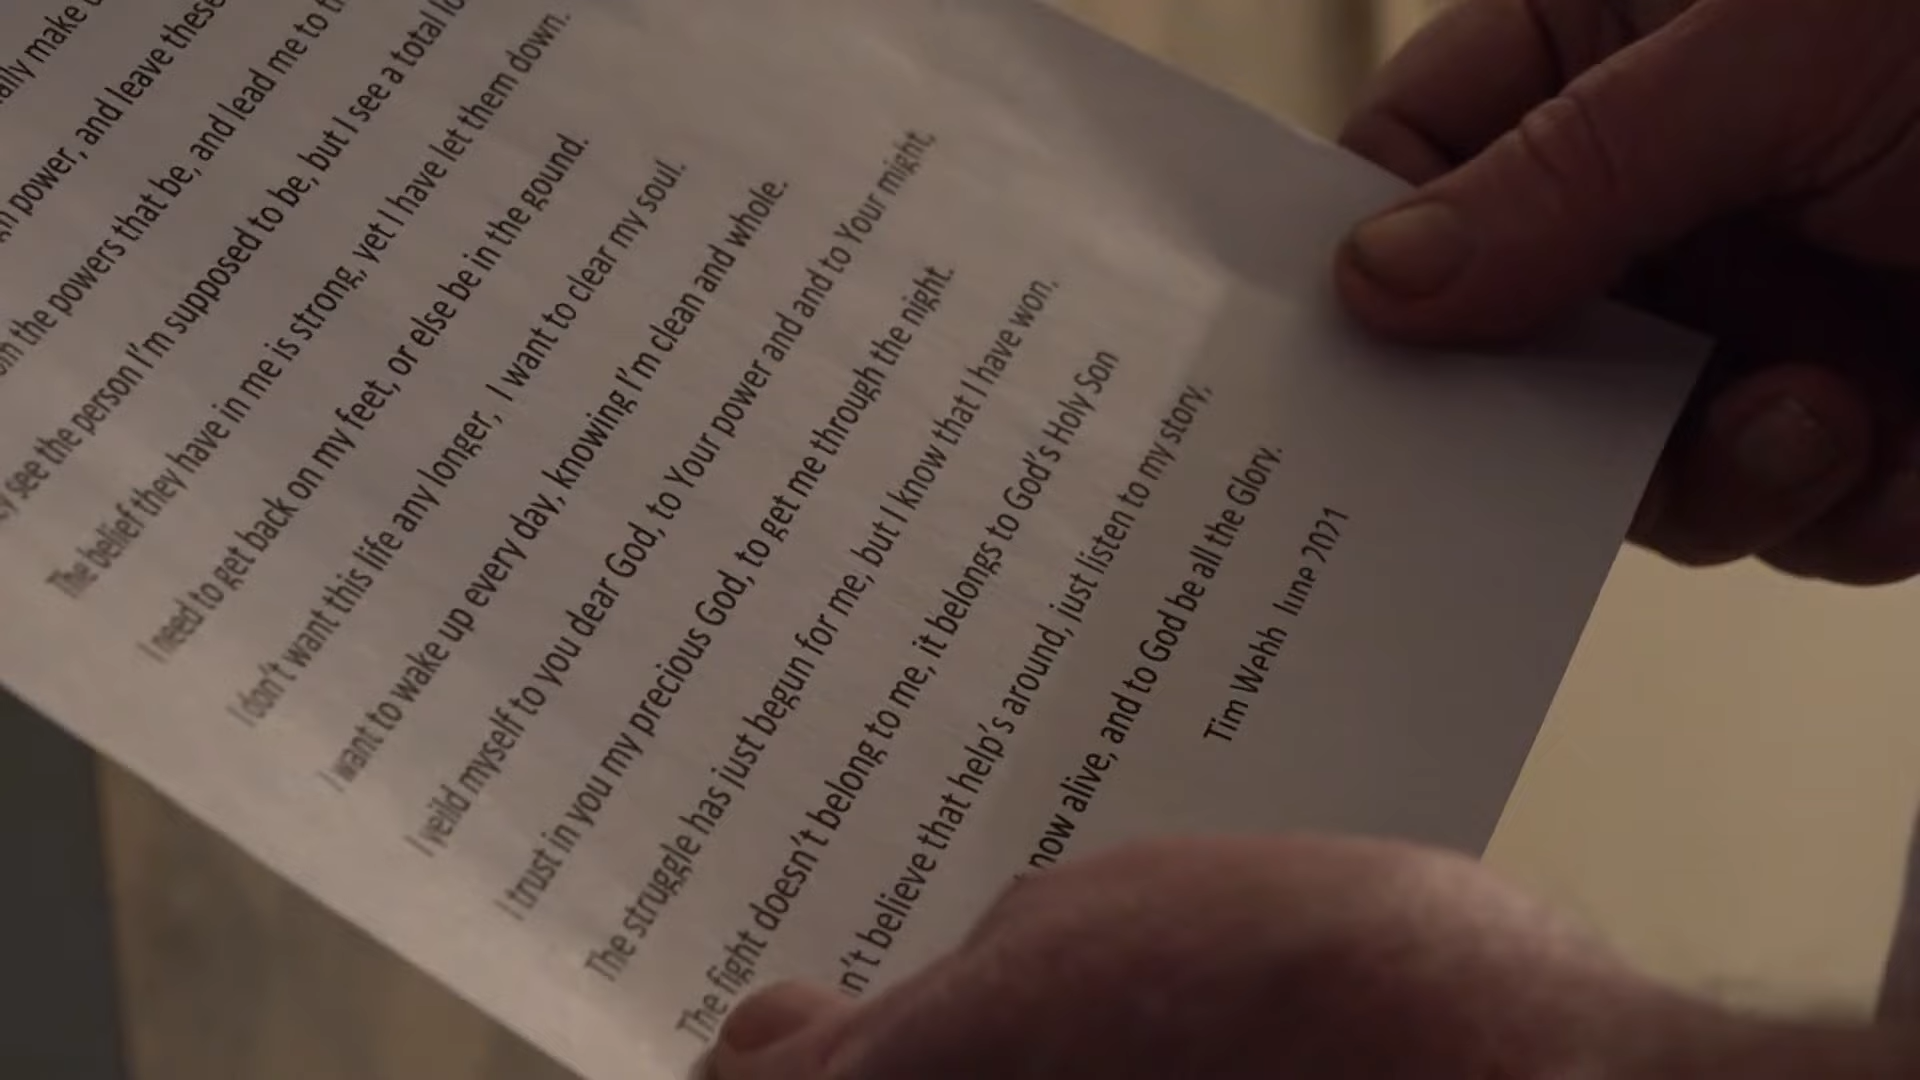 ally make
power, and leave these
the powers that be, and lead me to
see the person I'm supposed to be, but I see a total
The belief they have in me is strong, yet I have let them down.
I need to get back on my feet, or else be in the gound.
I don't want this life any longer, I want to clear my soul.
I want to wake up every day, knowing I'm clean and whole.
I yeild myself to you dear God, to Your power and and to Your might,
I trust in you my precious God, to get me through the night.
The struggle has just begun for me, but I know that I have won,
The fight doesn't belong to me, it belongs to God's Holy Son
n't believe that help's around, just listen to my story,
now alive, and to God be all the Glory.
Tim Webb June 2021